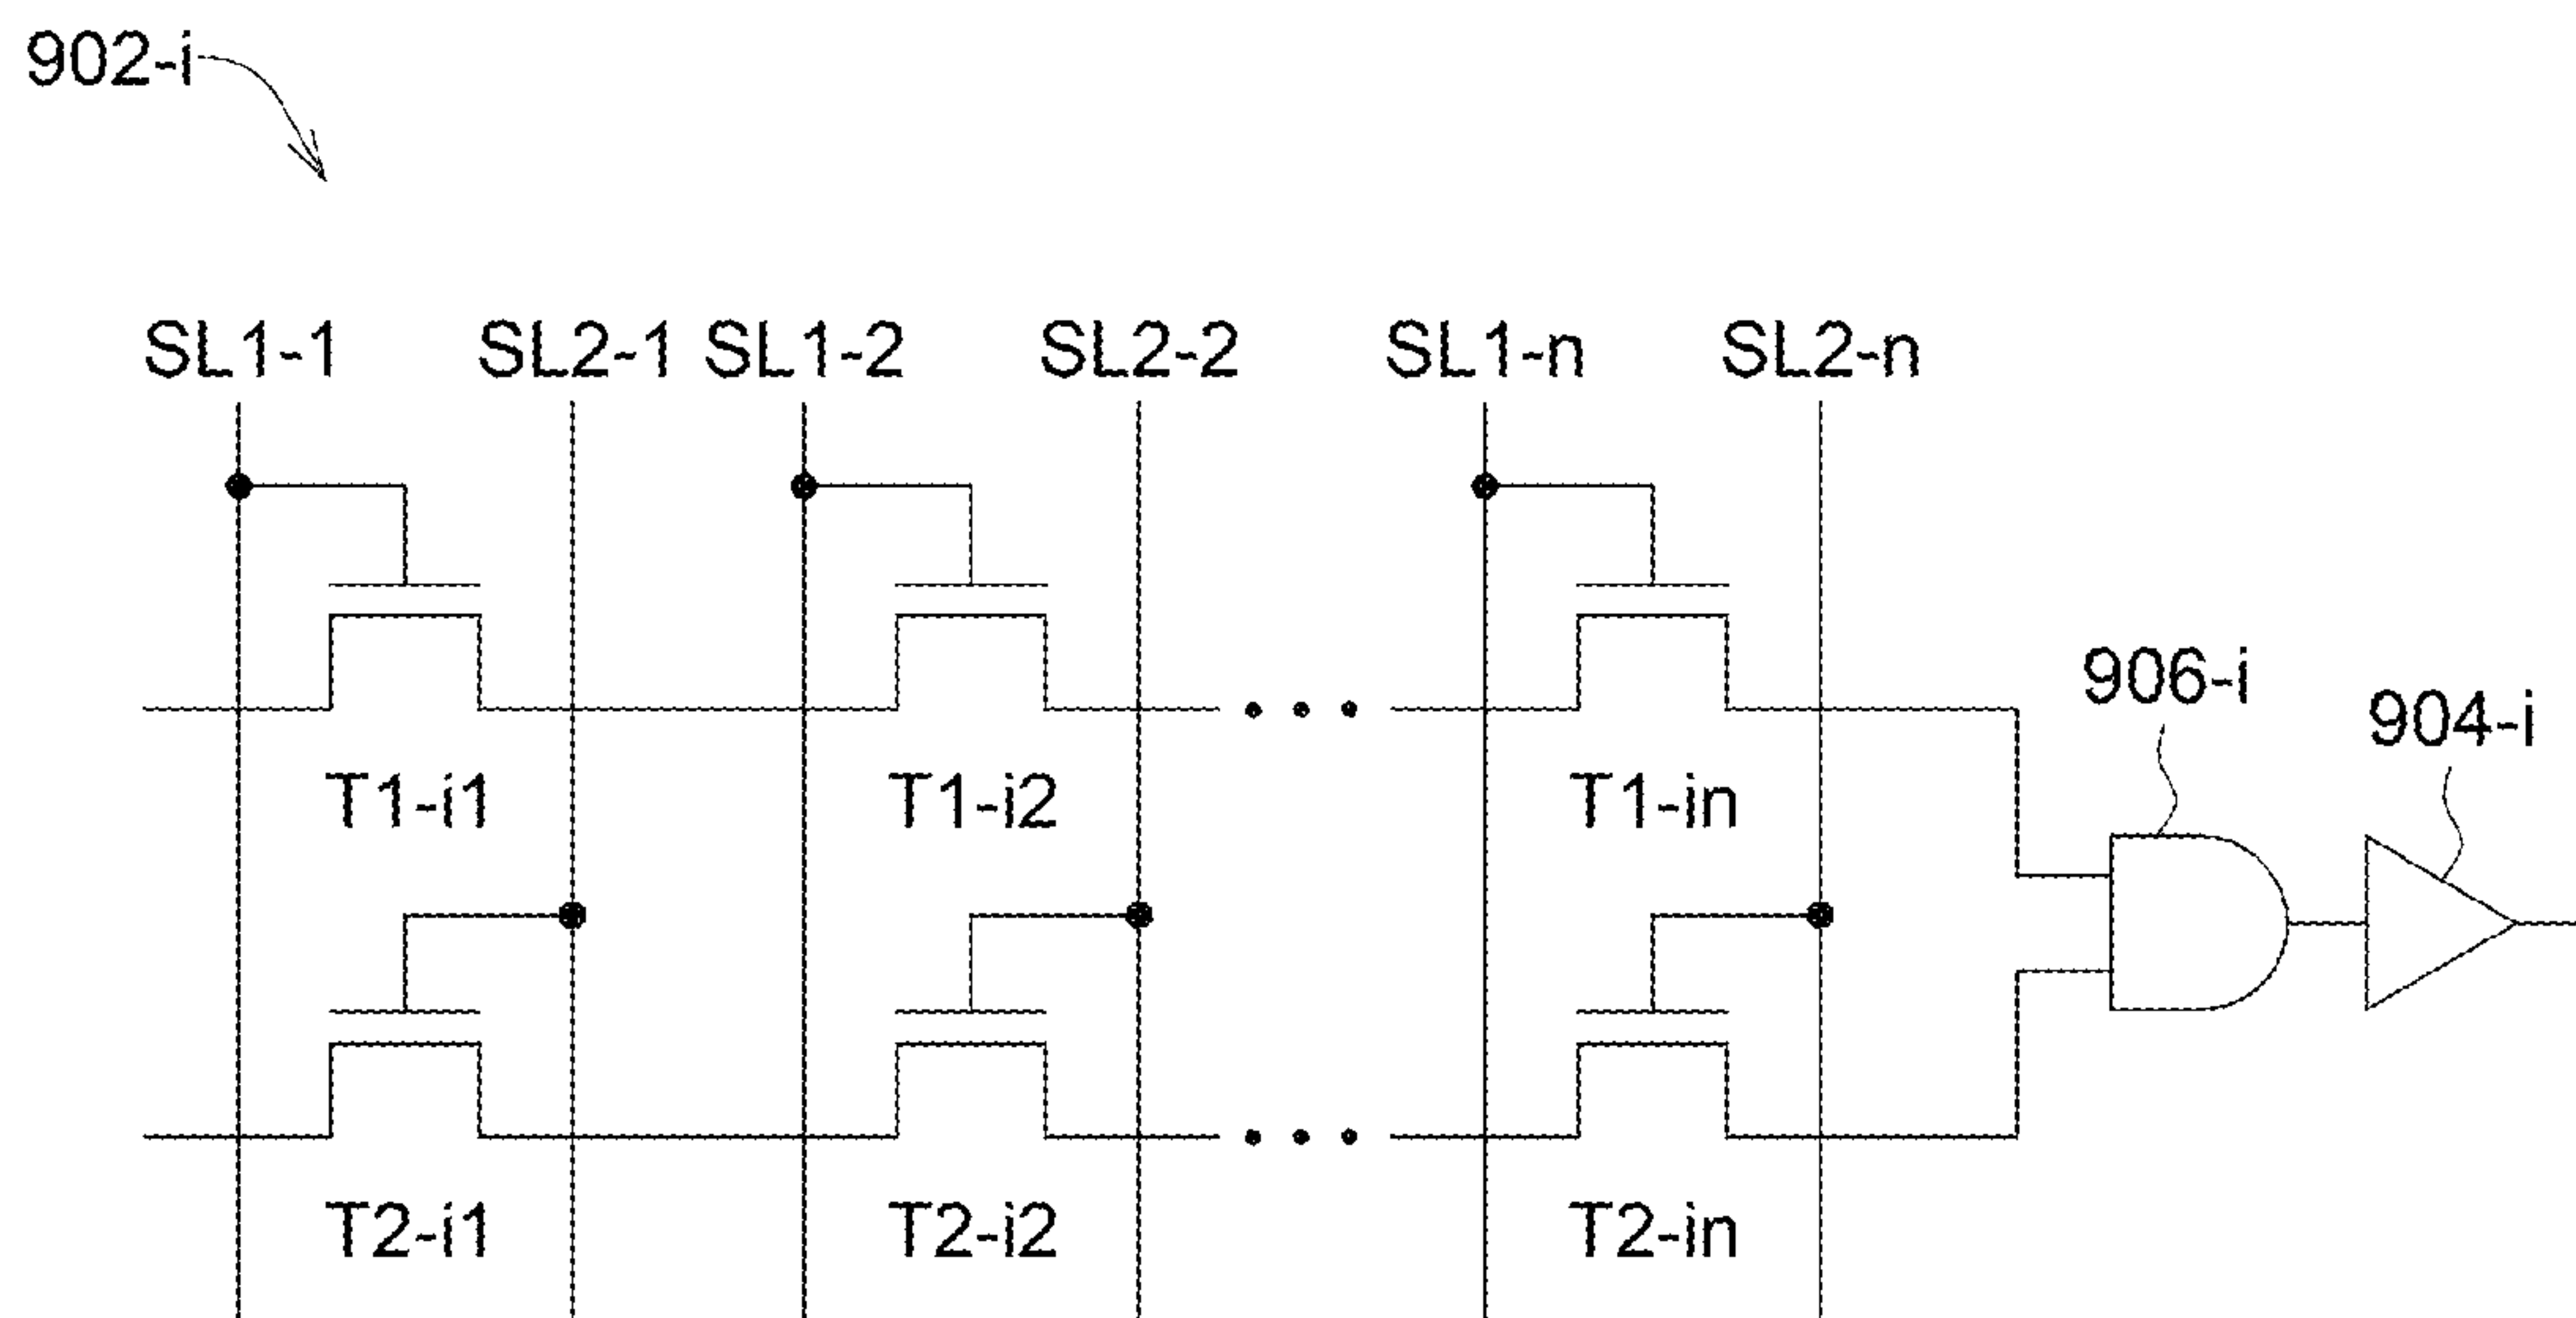 902-i
SL1-1 SL2-1 SL1-2 SL2-2 SL1-n SL2-n
906-i
904-i
T1-i1 T1-i2 T1-in
T2-i1 T2-i2 T2-in